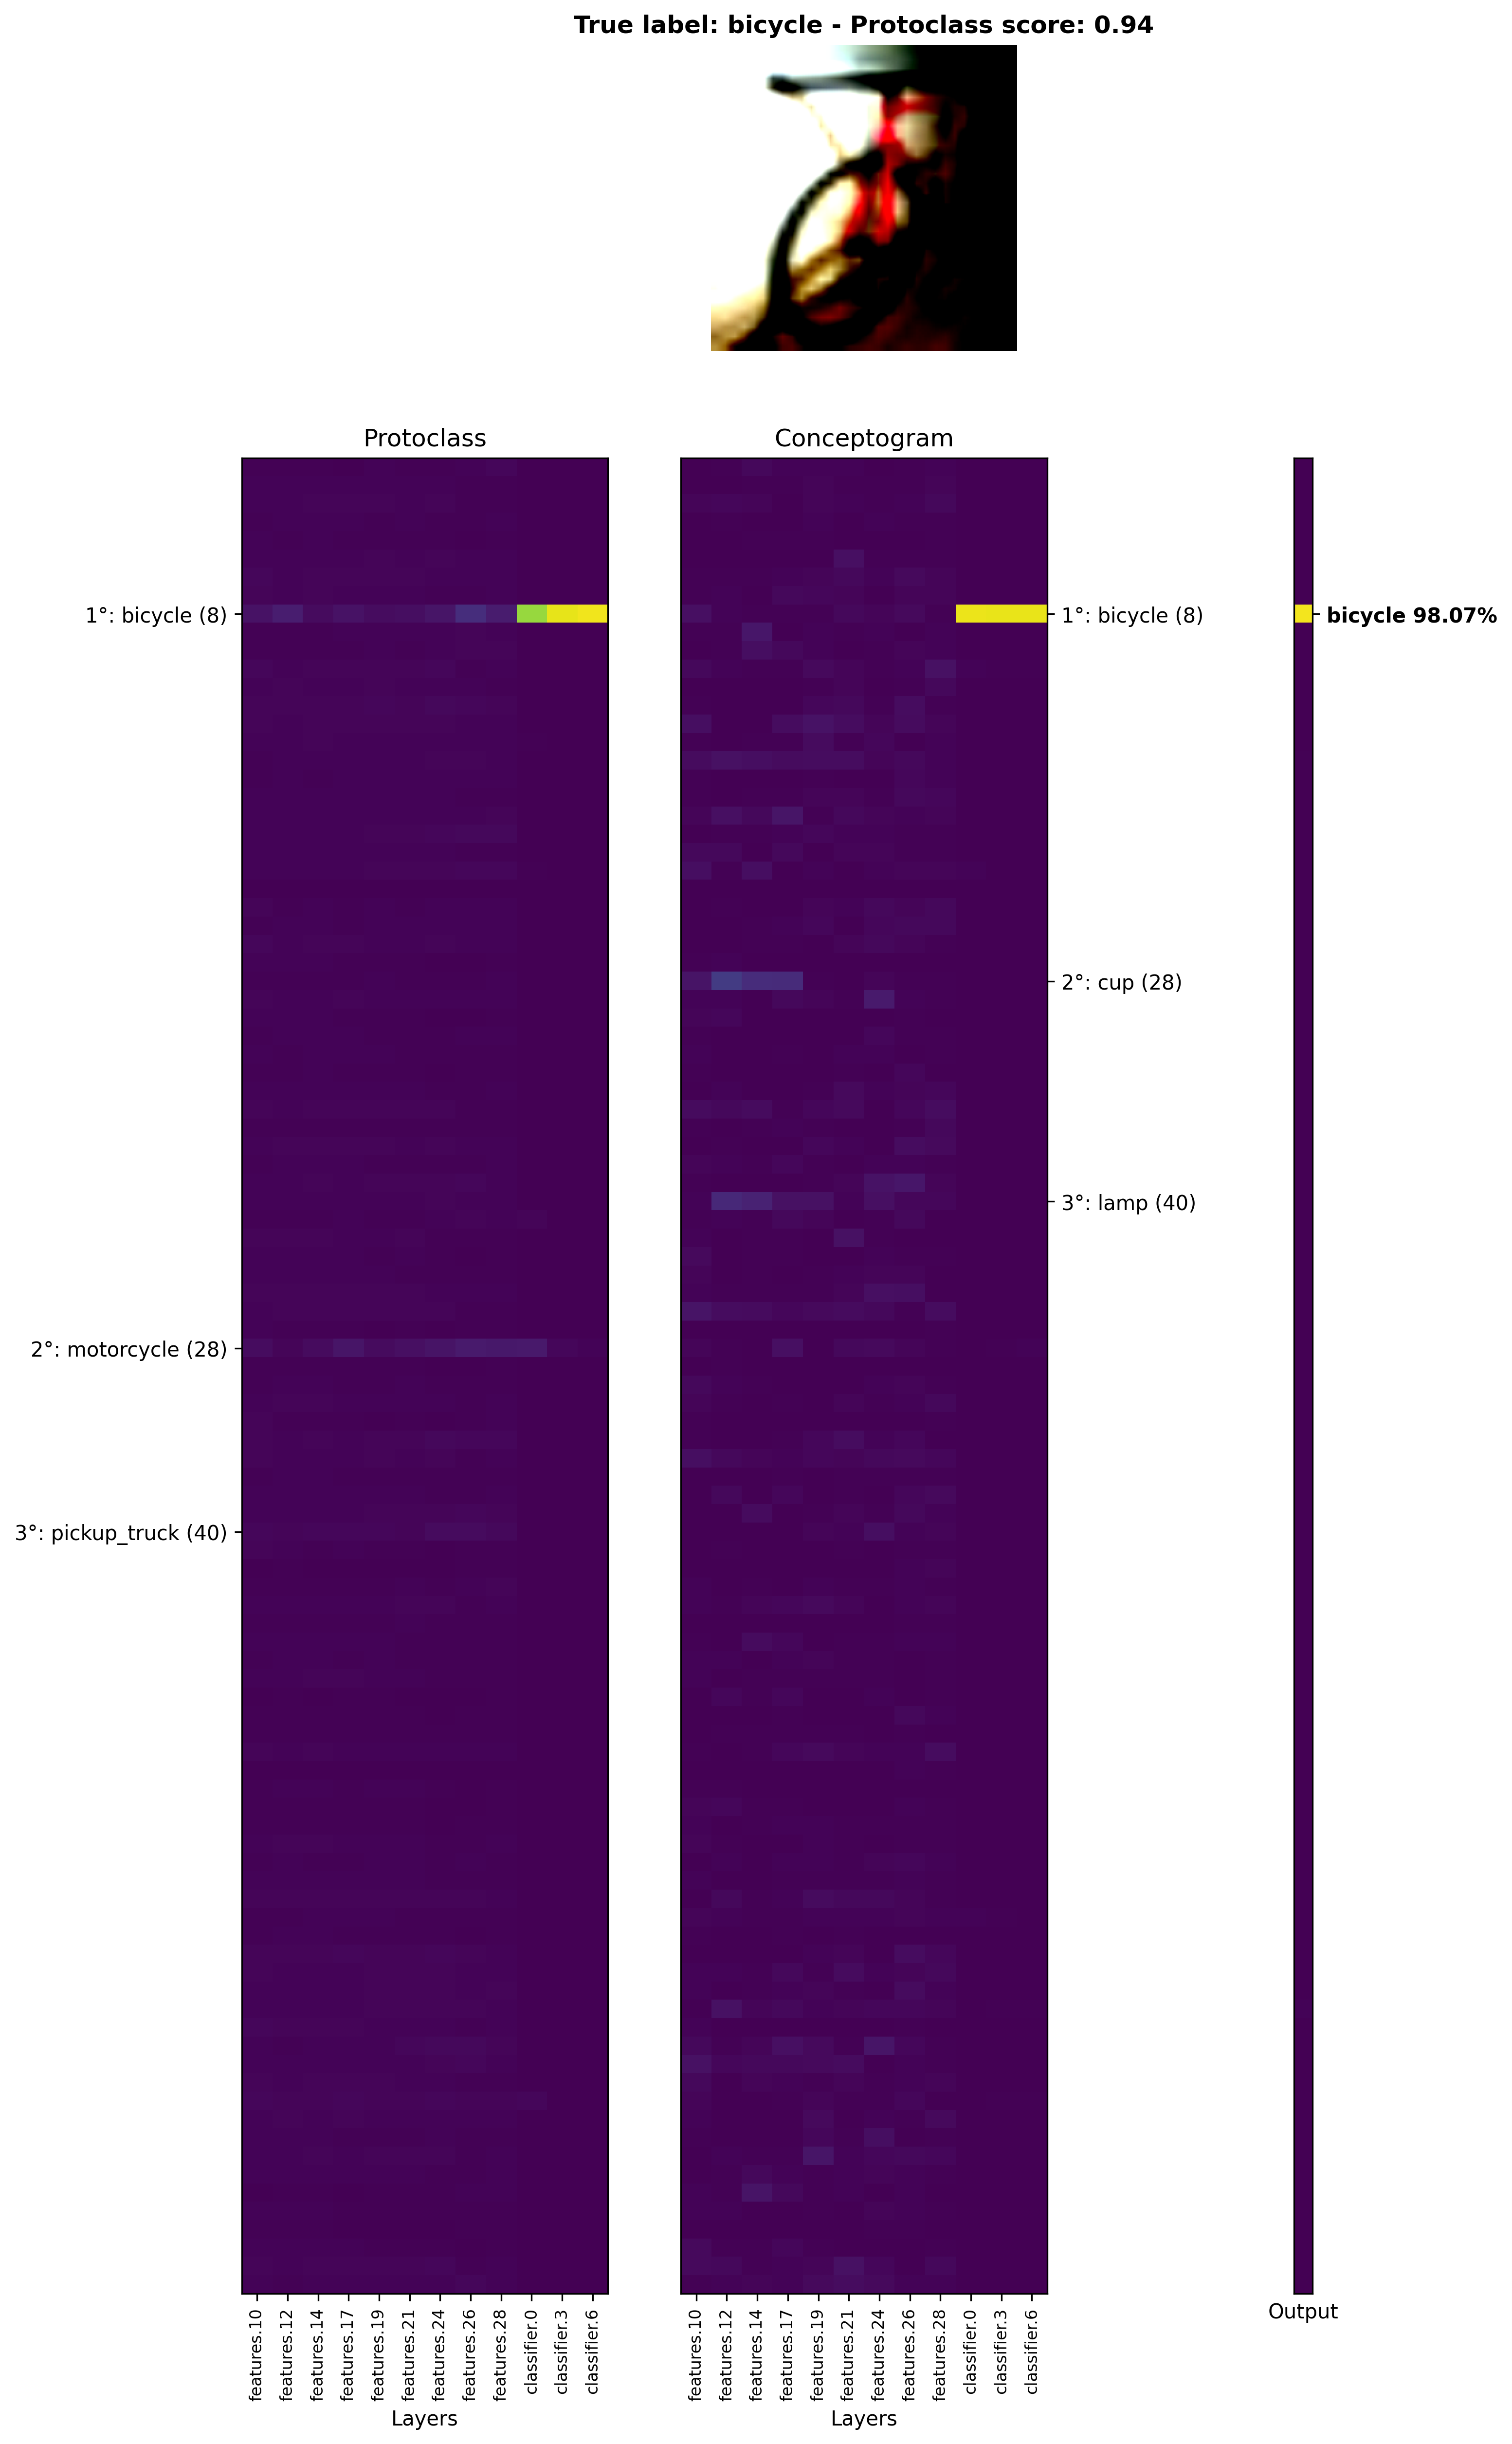 True label: bicycle - Protoclass score: 0.94
Protoclass
Conceptogram
1°: bicycle (8)
2°: motorcycle (28)
3°: pickup_truck (40)
1°: bicycle (8)
2°: cup (28)
3°: lamp (40)
bicycle 98.07%
features.10
features.12
features.14
features.17
features.19
features.21
features.24
features.26
features.28
classifier.0
classifier.3
classifier.6
Layers
features.10
features.12
features.14
features.17
features.19
features.21
features.24
features.26
features.28
classifier.0
classifier.3
classifier.6
Layers
Output